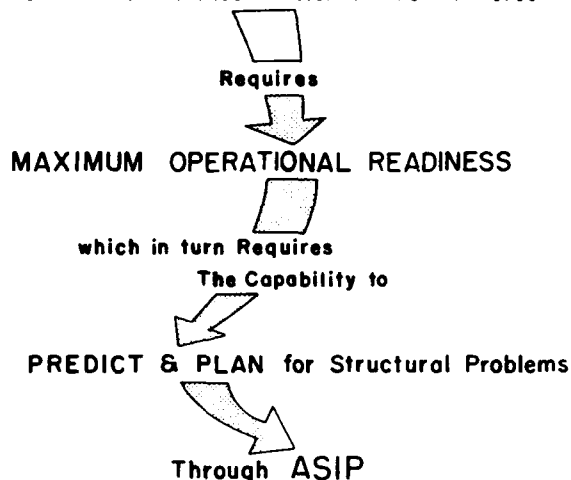 Requires
MAXIMUM OPERATIONAL READINESS
which in turn Requires
The Capability to
PREDICT & PLAN for Structural Problems
Through ASIP